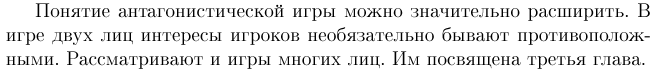 Понятие антагонистической игры можно значительно расширить. В
игре двух лиц интересы игроков необязательно бывают противополож-
ными. Рассматривают и игры многих лиц. Им посвящена третья глава.